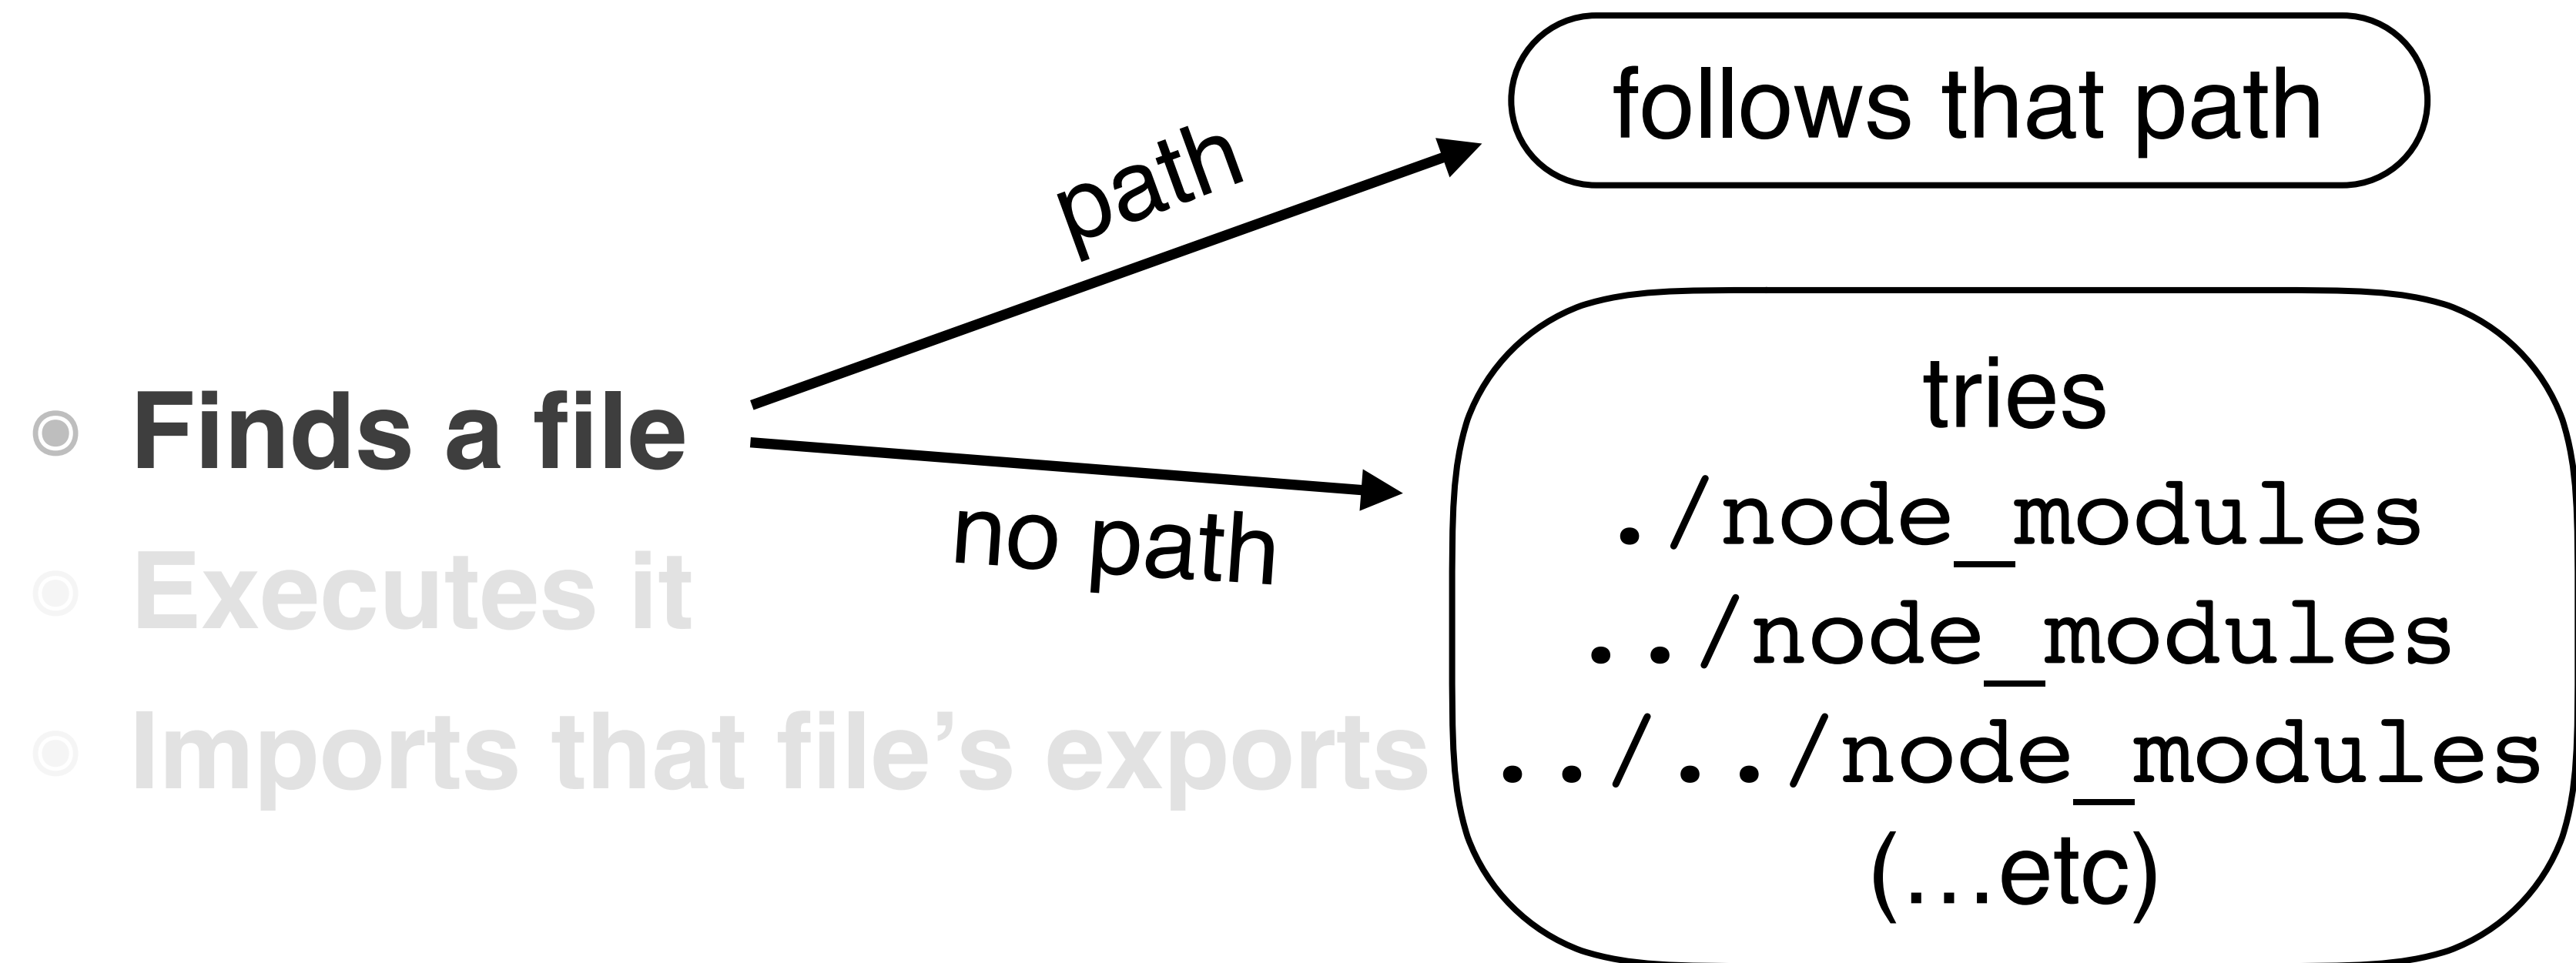 follows that path
path
Finds a file
no path
tries
./node_modules
../node_modules
../../node_modules
(…etc)
Executes it
Imports that file’s exports